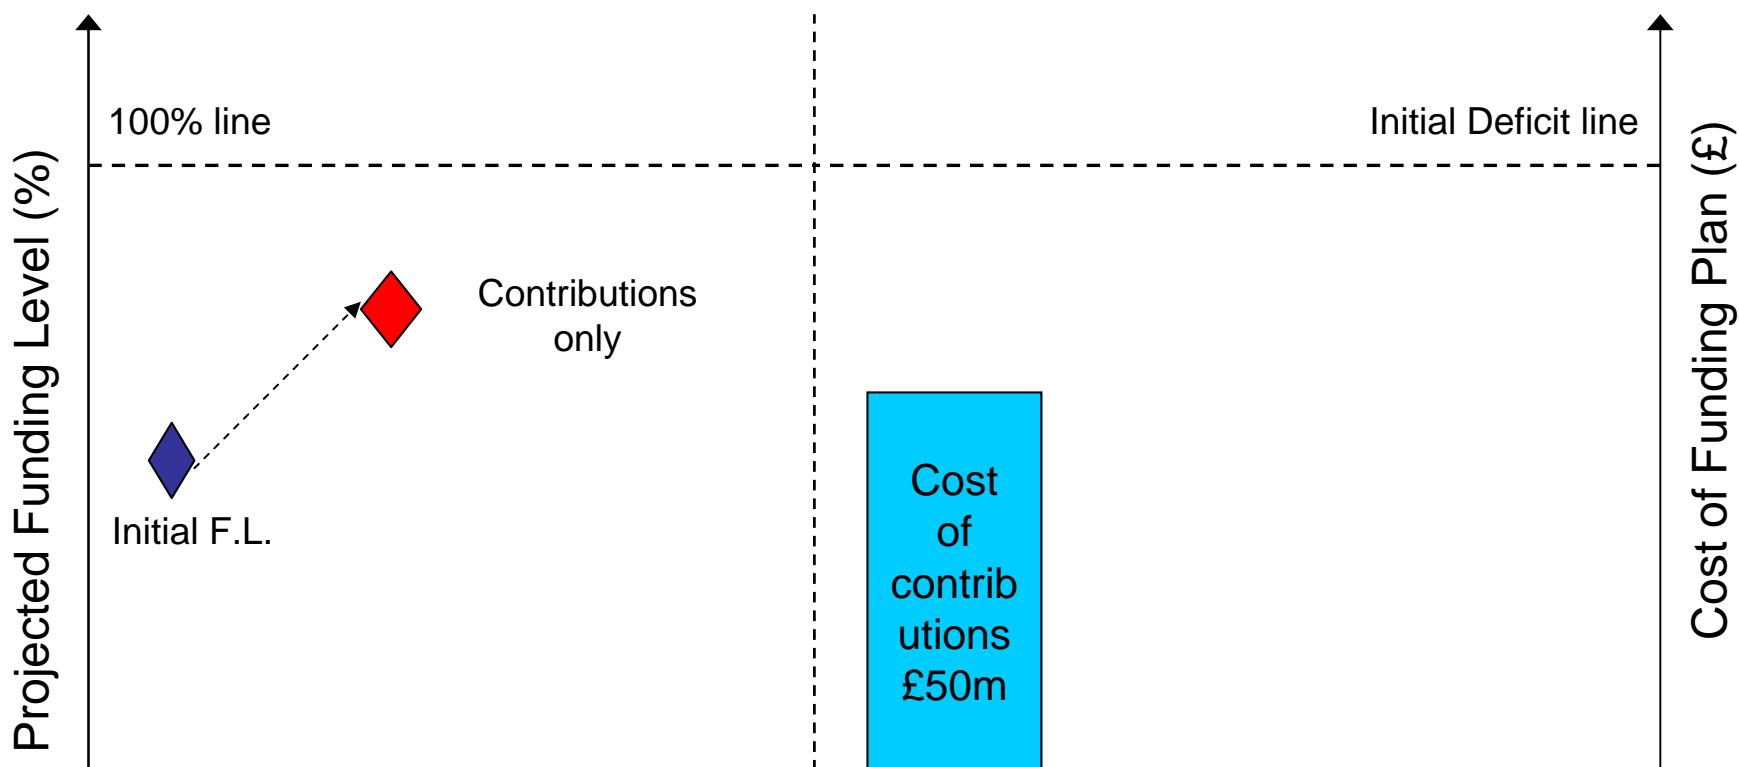 Projected Funding Level (%)
100% line
Contributions
only
Initial F.L.
Initial Deficit line
Cost
of
contrib
utions
£50m
Cost of Funding Plan (£)